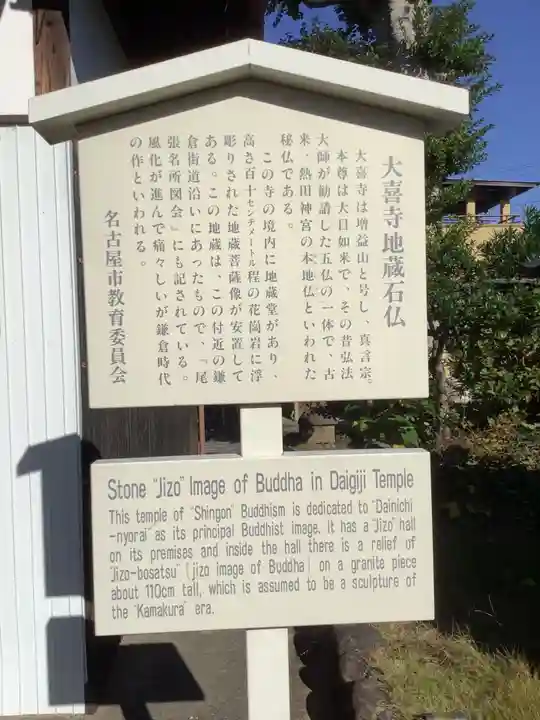 大喜寺地蔵石仏
大喜寺は増益山と号し、真言宗。
本尊は大日如来で、その昔弘法
大師が勧請した五仏の一体で、古
来、熱田神宮の本地仏といわれた
秘仏である。
この寺の境内に地蔵堂があり、
高さ百十センチメートル程の花崗岩に浮
彫りされた地蔵菩薩像が安置して
ある。この地蔵は、この付近の鎌
倉街道沿いにあったもので、『尾
張名所図会』にも記されている。
風化が進んで痛々しいが鎌倉時代
の作といわれる。
名古屋市教育委員会
Stone "Jizo" Image of Buddha in Daigiji Temple
This temple of "Shingon" Buddhism is dedicated to "Dainichi
-nyorai" as its principal Buddhist image. It has a "Jizo" hall
on its premises and inside the hall there is a relief of
"Jizo-bosatsu" (jizo image of Buddha) on a granite piece
about 110cm tall, which is assumed to be a sculpture of
the "Kamakura" era.